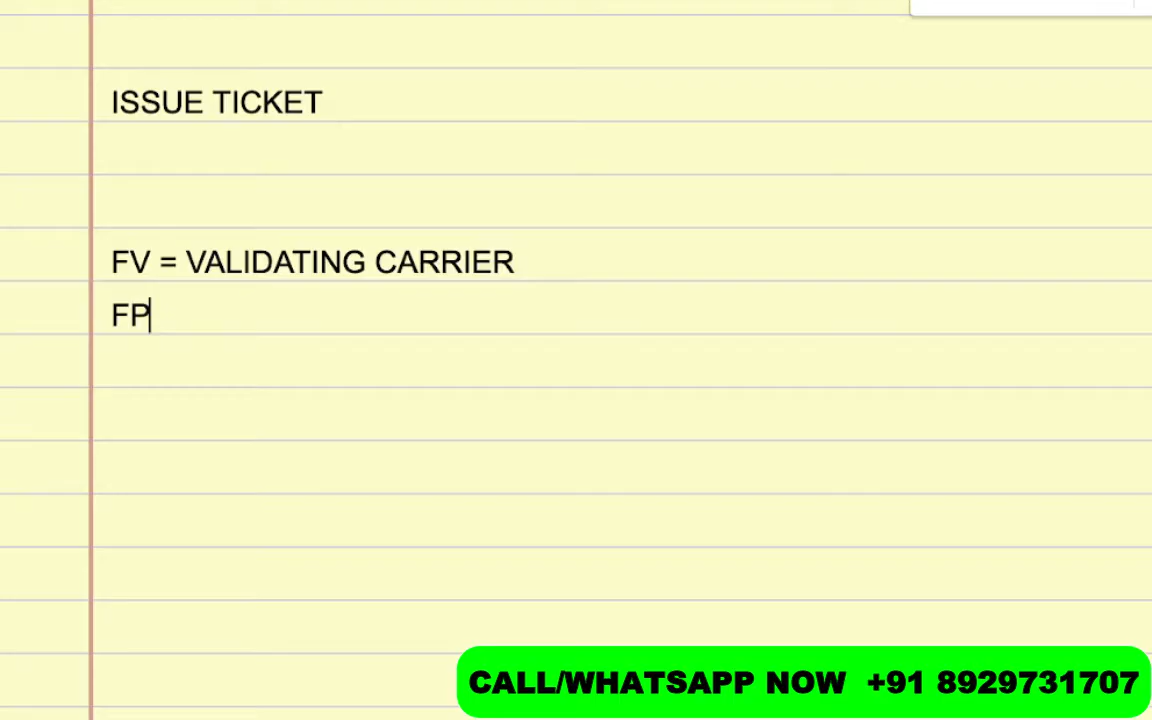 ISSUE TICKET
FV = VALIDATING CARRIER
FP
CALL/WHATSAPP NOW +91 8929731707